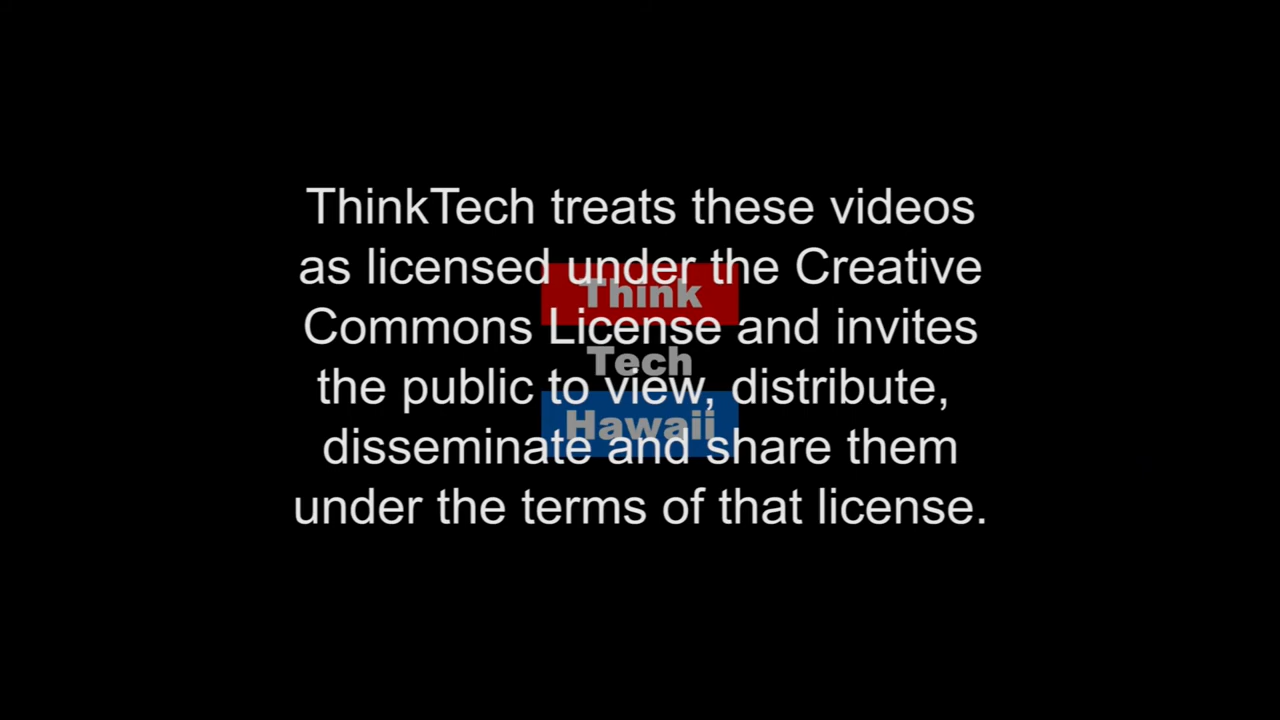 ThinkTech treats these videos
as licensed under the Creative
Think
Commons License and invites
Tech
the public to view, distribute,
Hawaii
disseminate and share them
under the terms of that license.